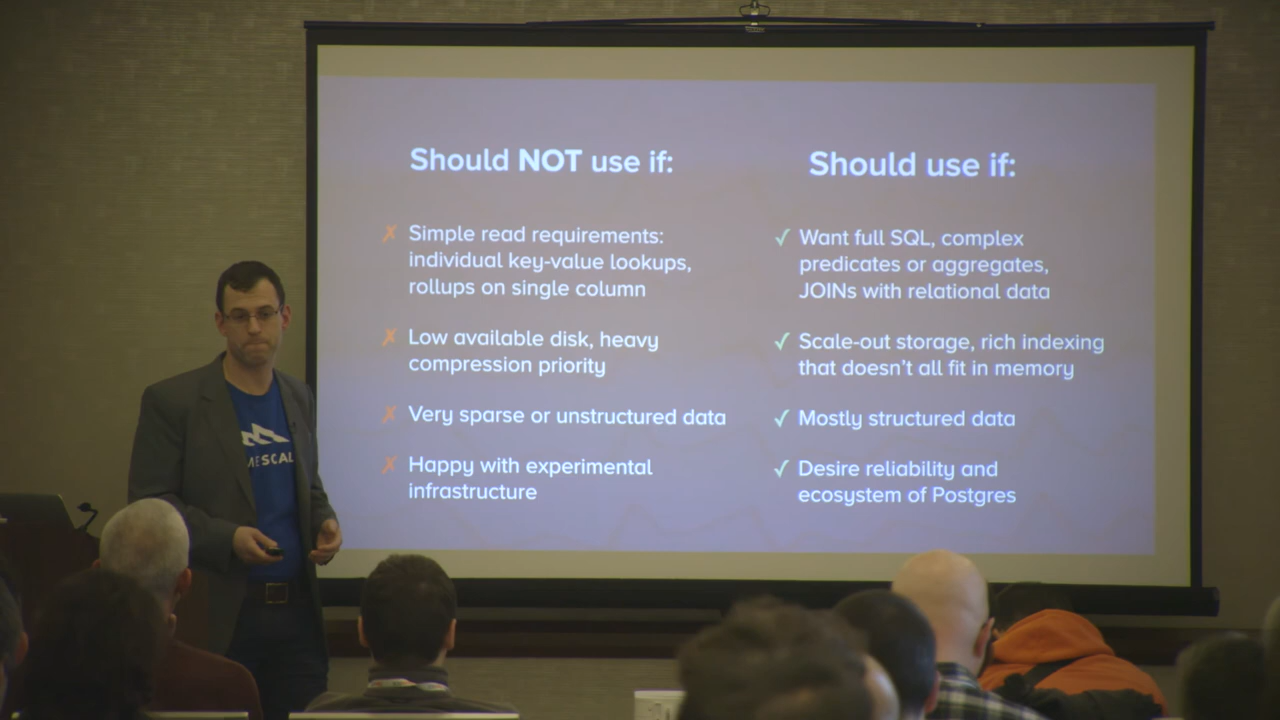 Should NOT use if:
✗ Simple read requirements:
individual key-value lookups,
rollups on single column
✗ Low available disk, heavy
compression priority
✗ Very sparse or unstructured data
✗ Happy with experimental
infrastructure
Should use if:
✓ Want full SQL, complex
predicates or aggregates,
JOINs with relational data
✓ Scale-out storage, rich indexing
that doesn't all fit in memory
✓ Mostly structured data
✓ Desire reliability and
ecosystem of Postgres